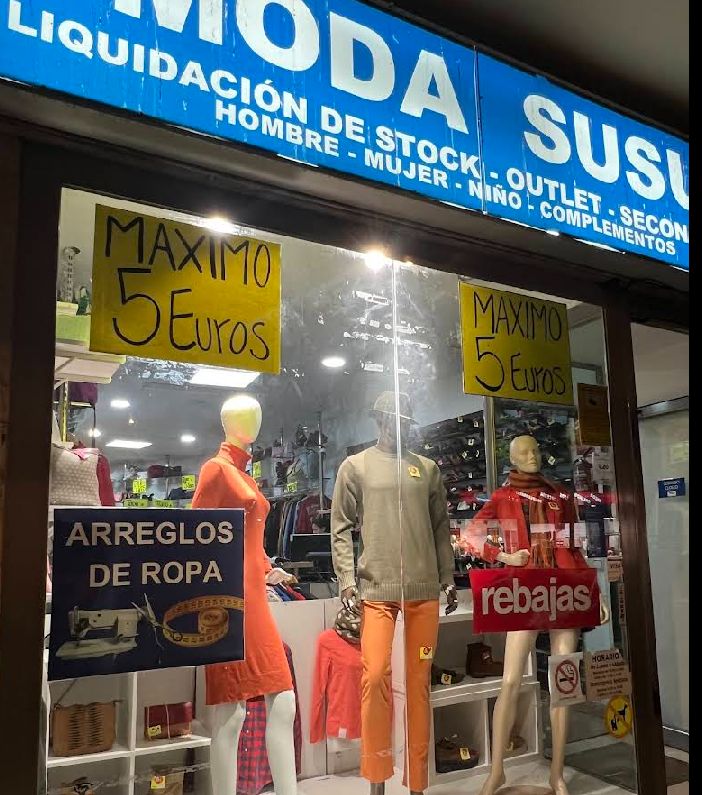 MODA SUSU
LIQUIDACIÓN DE STOCK - OUTLET - SECON
HOMBRE - MUJER - NIÑO - COMPLEMENTOS
MAXIMO
5 Euros
MAXIMO
5 Euros
ARREGLOS
DE ROPA
rebajas
HORARIO